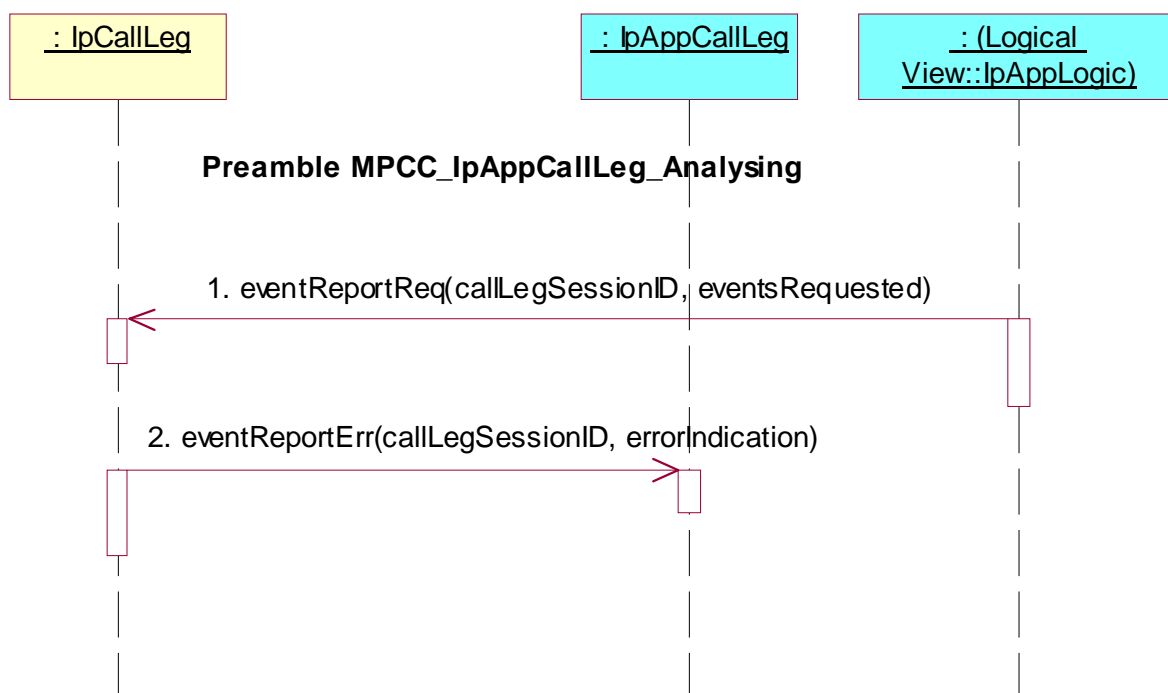 : IpCallLeg
: IpAppCallLeg
: (Logical
View::IpAppLogic)
Preamble MPCC_IpAppCallLeg_Analysing
1. eventReportReq(callLegSessionID, eventsRequested)
2. eventReportErr(callLegSessionID, errorIndication)